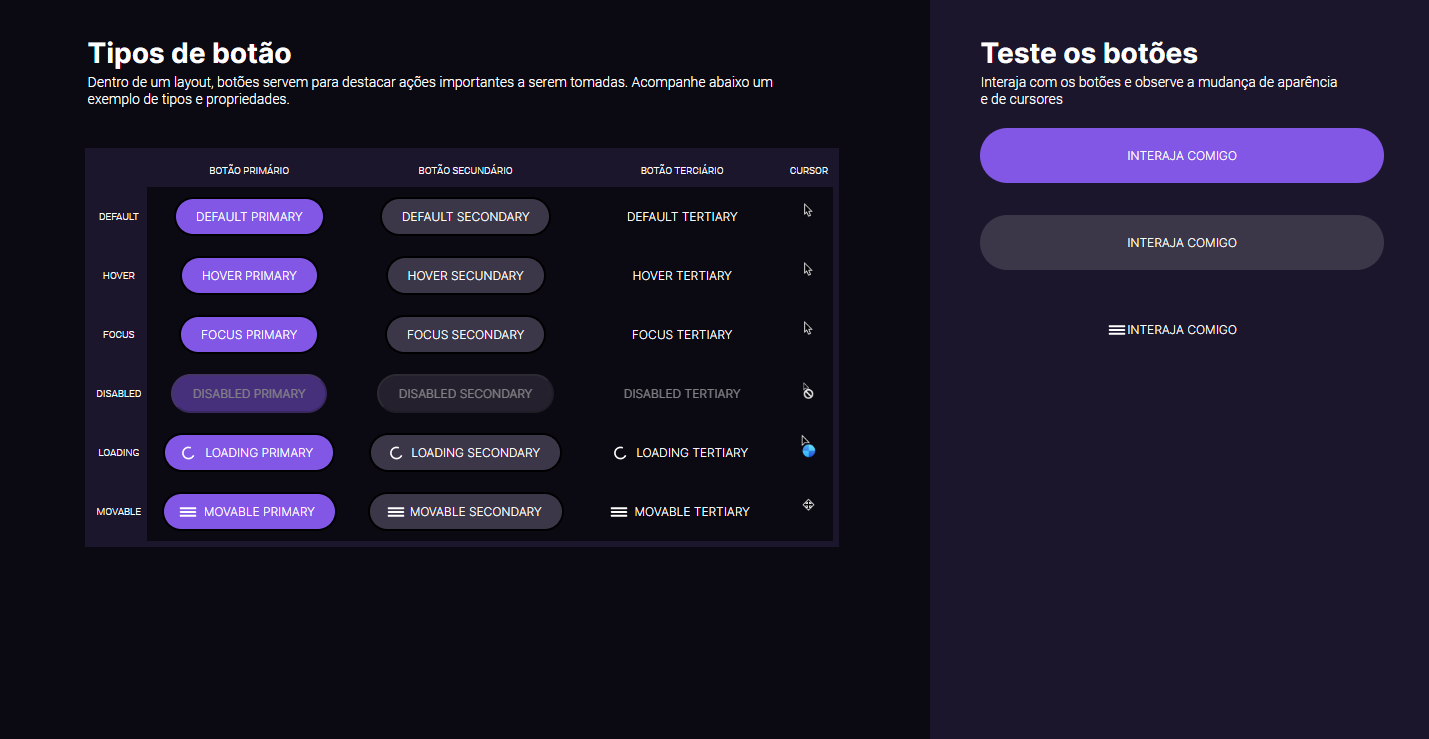 Tipos de botão
Dentro de um layout, botões servem para destacar ações importantes a serem tomadas. Acompanhe abaixo um
exemplo de tipos e propriedades.
BOTÃO PRIMÁRIO BOTÃO SECUNDÁRIO BOTÃO TERCIÁRIO CURSOR
DEFAULT DEFAULT PRIMARY DEFAULT SECONDARY DEFAULT TERTIARY
HOVER HOVER PRIMARY HOVER SECUNDARY HOVER TERTIARY
FOCUS FOCUS PRIMARY FOCUS SECONDARY FOCUS TERTIARY
DISABLED DISABLED PRIMARY DISABLED SECONDARY DISABLED TERTIARY
LOADING LOADING PRIMARY LOADING SECONDARY LOADING TERTIARY
MOVABLE MOVABLE PRIMARY MOVABLE SECONDARY MOVABLE TERTIARY
Teste os botões
Interaja com os botões e observe a mudança de aparência
e de cursores
INTERAJA COMIGO
INTERAJA COMIGO
INTERAJA COMIGO